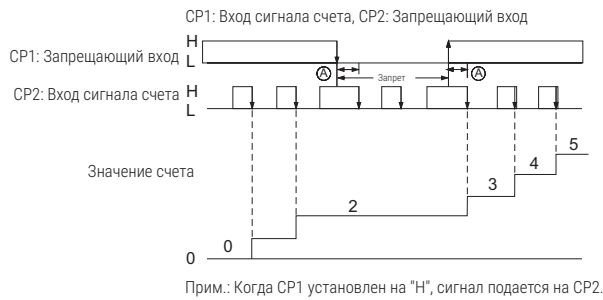 CP1: Вход сигнала счета, CP2: Запрещающий вход
H
CP1: Запрещающий вход
L
A
Запрет
A
CP2: Вход сигнала счета
H
L
Значение счета
5
4
3
2
0
0
Прим.: Когда CP1 установлен на "H", сигнал подается на CP2.